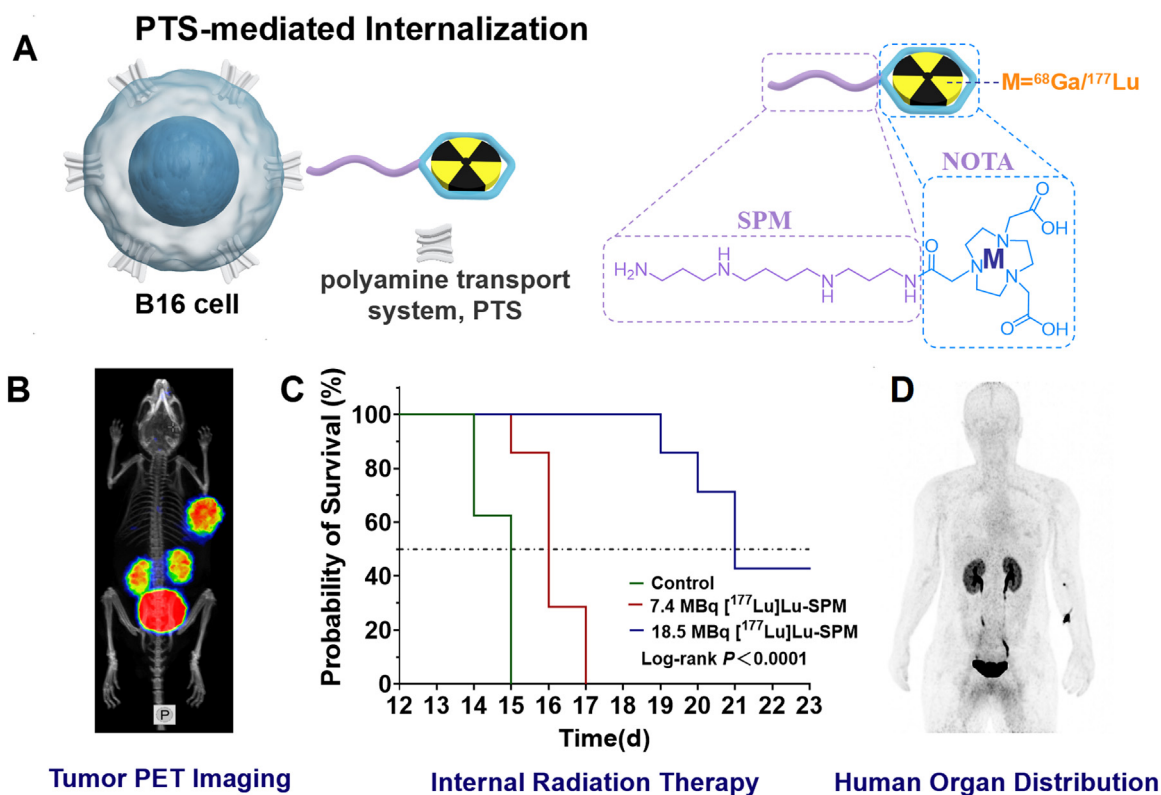 A
PTS-mediated Internalization
B16 cell
polyamine transport
system, PTS
M=⁶⁸Ga/¹⁷⁷Lu
NOTA
SPM
H₂N
H
N
N
H
H
N
N
H
O
N
N
N
M
O
OH
O
OH
B
P
Tumor PET Imaging
C
Probability of Survival (%)
100
80
60
40
20
0
12 13 14 15 16 17 18 19 20 21 22 23
Time(d)
Control
7.4 MBq [¹⁷⁷Lu]Lu-SPM
18.5 MBq [¹⁷⁷Lu]Lu-SPM
Log-rank P＜0.0001
Internal Radiation Therapy
D
Human Organ Distribution